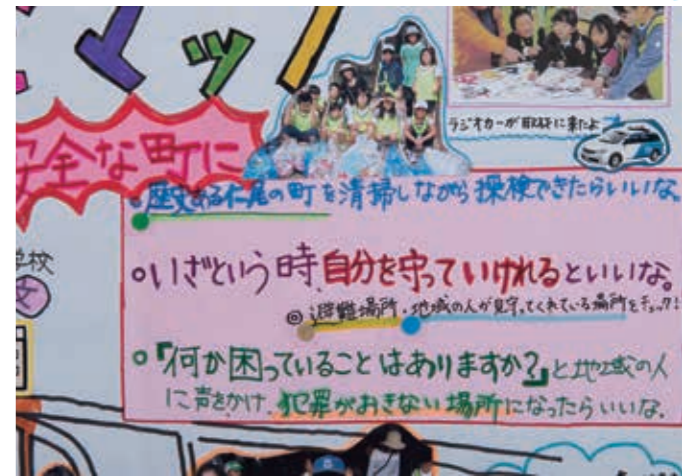 マップ
ラジオカーが取材に来たよ
安全な町に
歴史ある仁尾の町を清掃しながら探検できたらいいな。
学校
いざという時、自分を守っていけれるといいな。
◎避難場所・地域の人が見守ってくれている場所をチェック!
「何か困っていることはありますか?」と地域の人
に声をかけ、犯罪がおきない場所になったらいいな。